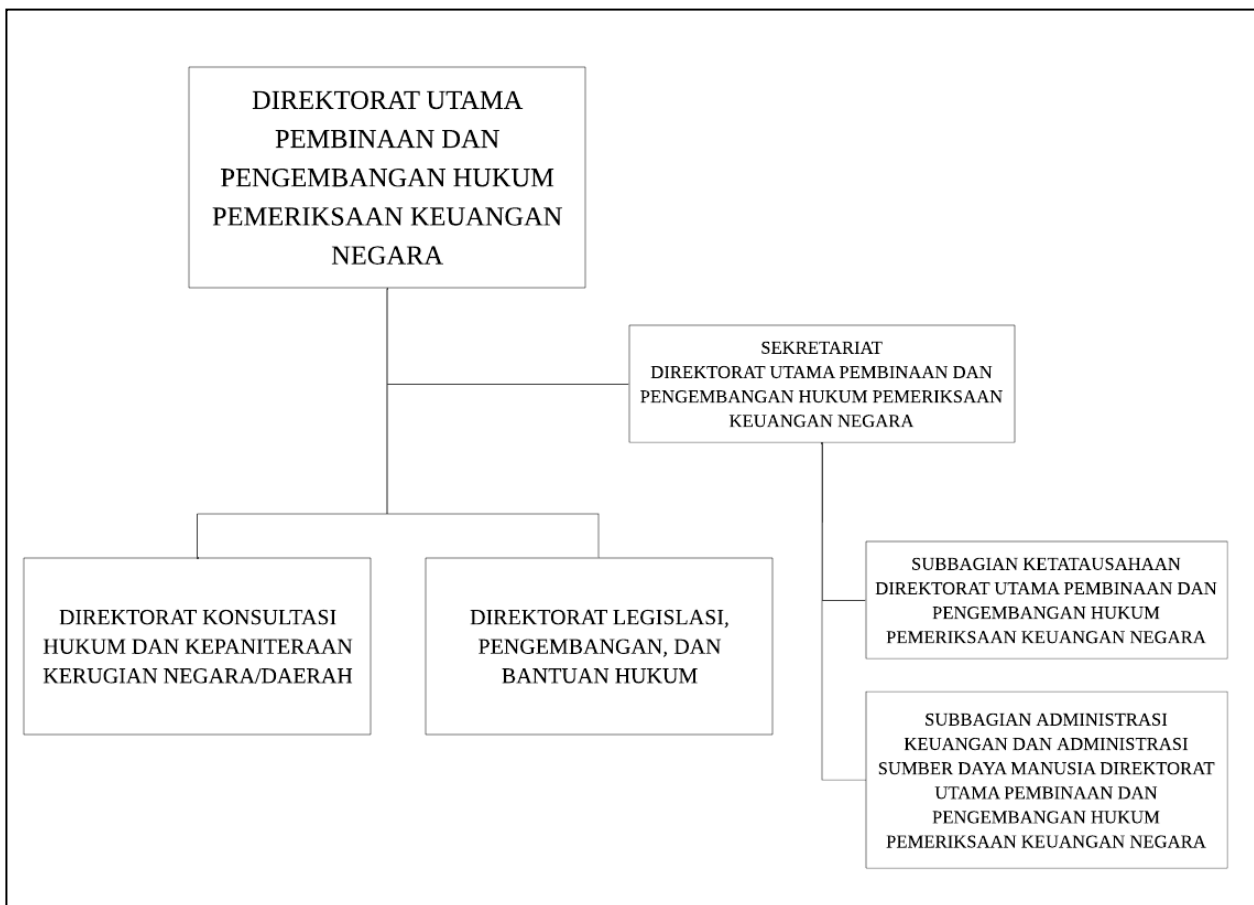 DIREKTORAT UTAMA
PEMBINAAN DAN
PENGEMBANGAN HUKUM
PEMERIKSAAN KEUANGAN
NEGARA
SEKRETARIAT
DIREKTORAT UTAMA PEMBINAAN DAN
PENGEMBANGAN HUKUM PEMERIKSAAN
KEUANGAN NEGARA
DIREKTORAT KONSULTASI
HUKUM DAN KEPANITERAAN
KERUGIAN NEGARA/DAERAH
DIREKTORAT LEGISLASI,
PENGEMBANGAN, DAN
BANTUAN HUKUM
SUBBAGIAN KETATAUSAHAAN
DIREKTORAT UTAMA PEMBINAAN DAN
PENGEMBANGAN HUKUM
PEMERIKSAAN KEUANGAN NEGARA
SUBBAGIAN ADMINISTRASI
KEUANGAN DAN ADMINISTRASI
SUMBER DAYA MANUSIA DIREKTORAT
UTAMA PEMBINAAN DAN
PENGEMBANGAN HUKUM
PEMERIKSAAN KEUANGAN NEGARA